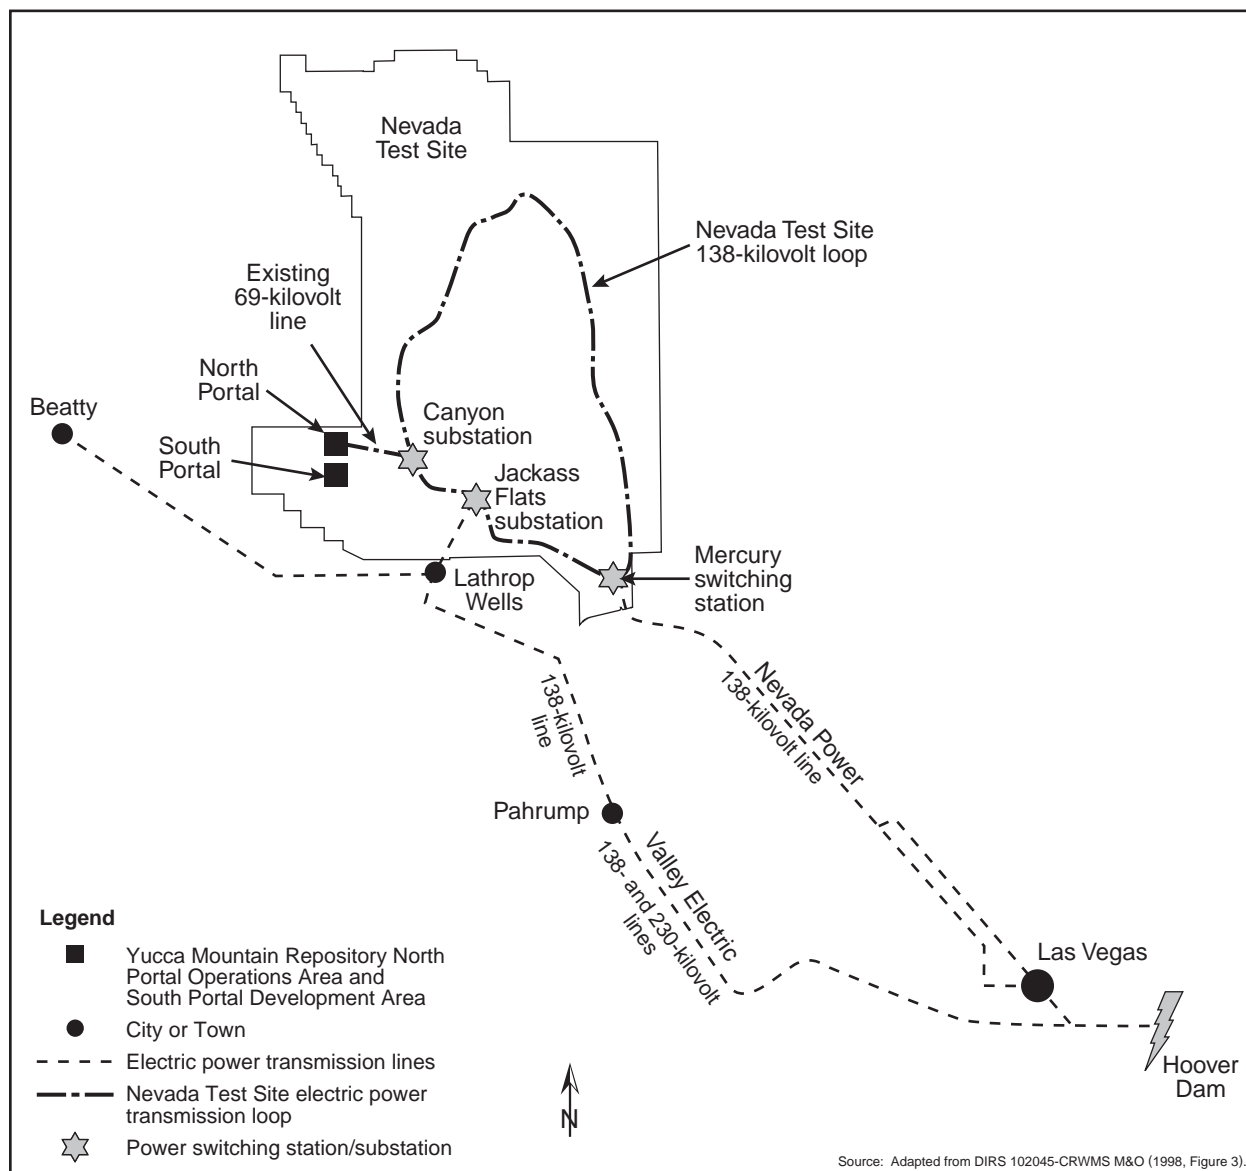 Nevada
Test Site
Nevada Test Site
138-kilovolt loop
Existing
69-kilovolt
line
North
Portal
Beatty
South
Portal
Canyon
substation
Jackass
Flats
substation
Mercury
switching
station
Lathrop
Wells
138-kilovolt
line
Nevada Power
138-kilovolt line
Pahrump
Valley Electric
138- and 230-kilovolt
lines
Las Vegas
Hoover
Dam
Legend
Yucca Mountain Repository North
Portal Operations Area and
South Portal Development Area
City or Town
Electric power transmission lines
Nevada Test Site electric power
transmission loop
Power switching station/substation
N
Source: Adapted from DIRS 102045-CRWMS M&O (1998, Figure 3).